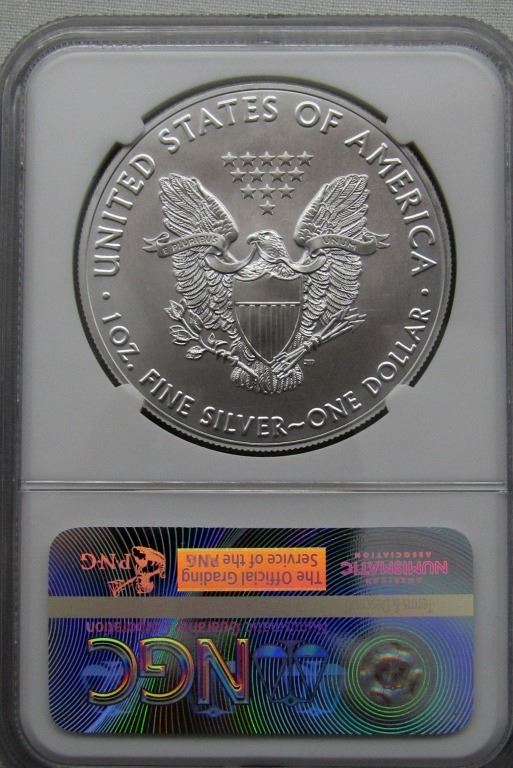 UNITED STATES OF AMERICA
E PLURIBUS UNUM
· 1 OZ. FINE SILVER~ONE DOLLAR ·
NGC
Terms &
The Official Grading
Service of the PNG
PNG
AMERICAN
NUMISMATIC
ASSOCIATION